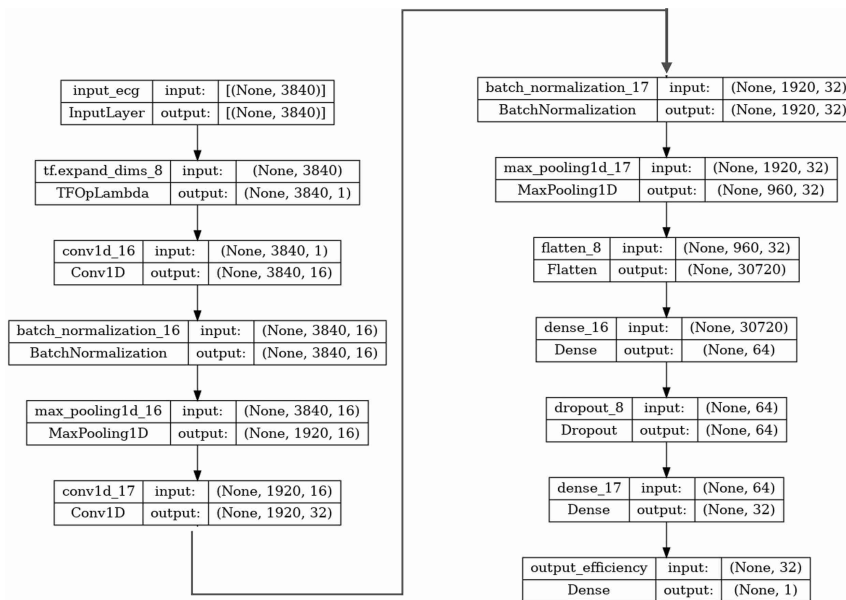 input_ecg input: [(None, 3840)]
InputLayer output: [(None, 3840)]
tf.expand_dims_8 input: (None, 3840)
TFOpLambda output: (None, 3840, 1)
conv1d_16 input: (None, 3840, 1)
Conv1D output: (None, 3840, 16)
batch_normalization_16 input: (None, 3840, 16)
BatchNormalization output: (None, 3840, 16)
max_pooling1d_16 input: (None, 3840, 16)
MaxPooling1D output: (None, 1920, 16)
conv1d_17 input: (None, 1920, 16)
Conv1D output: (None, 1920, 32)
batch_normalization_17 input: (None, 1920, 32)
BatchNormalization output: (None, 1920, 32)
max_pooling1d_17 input: (None, 1920, 32)
MaxPooling1D output: (None, 960, 32)
flatten_8 input: (None, 960, 32)
Flatten output: (None, 30720)
dense_16 input: (None, 30720)
Dense output: (None, 64)
dropout_8 input: (None, 64)
Dropout output: (None, 64)
dense_17 input: (None, 64)
Dense output: (None, 32)
output_efficiency input: (None, 32)
Dense output: (None, 1)